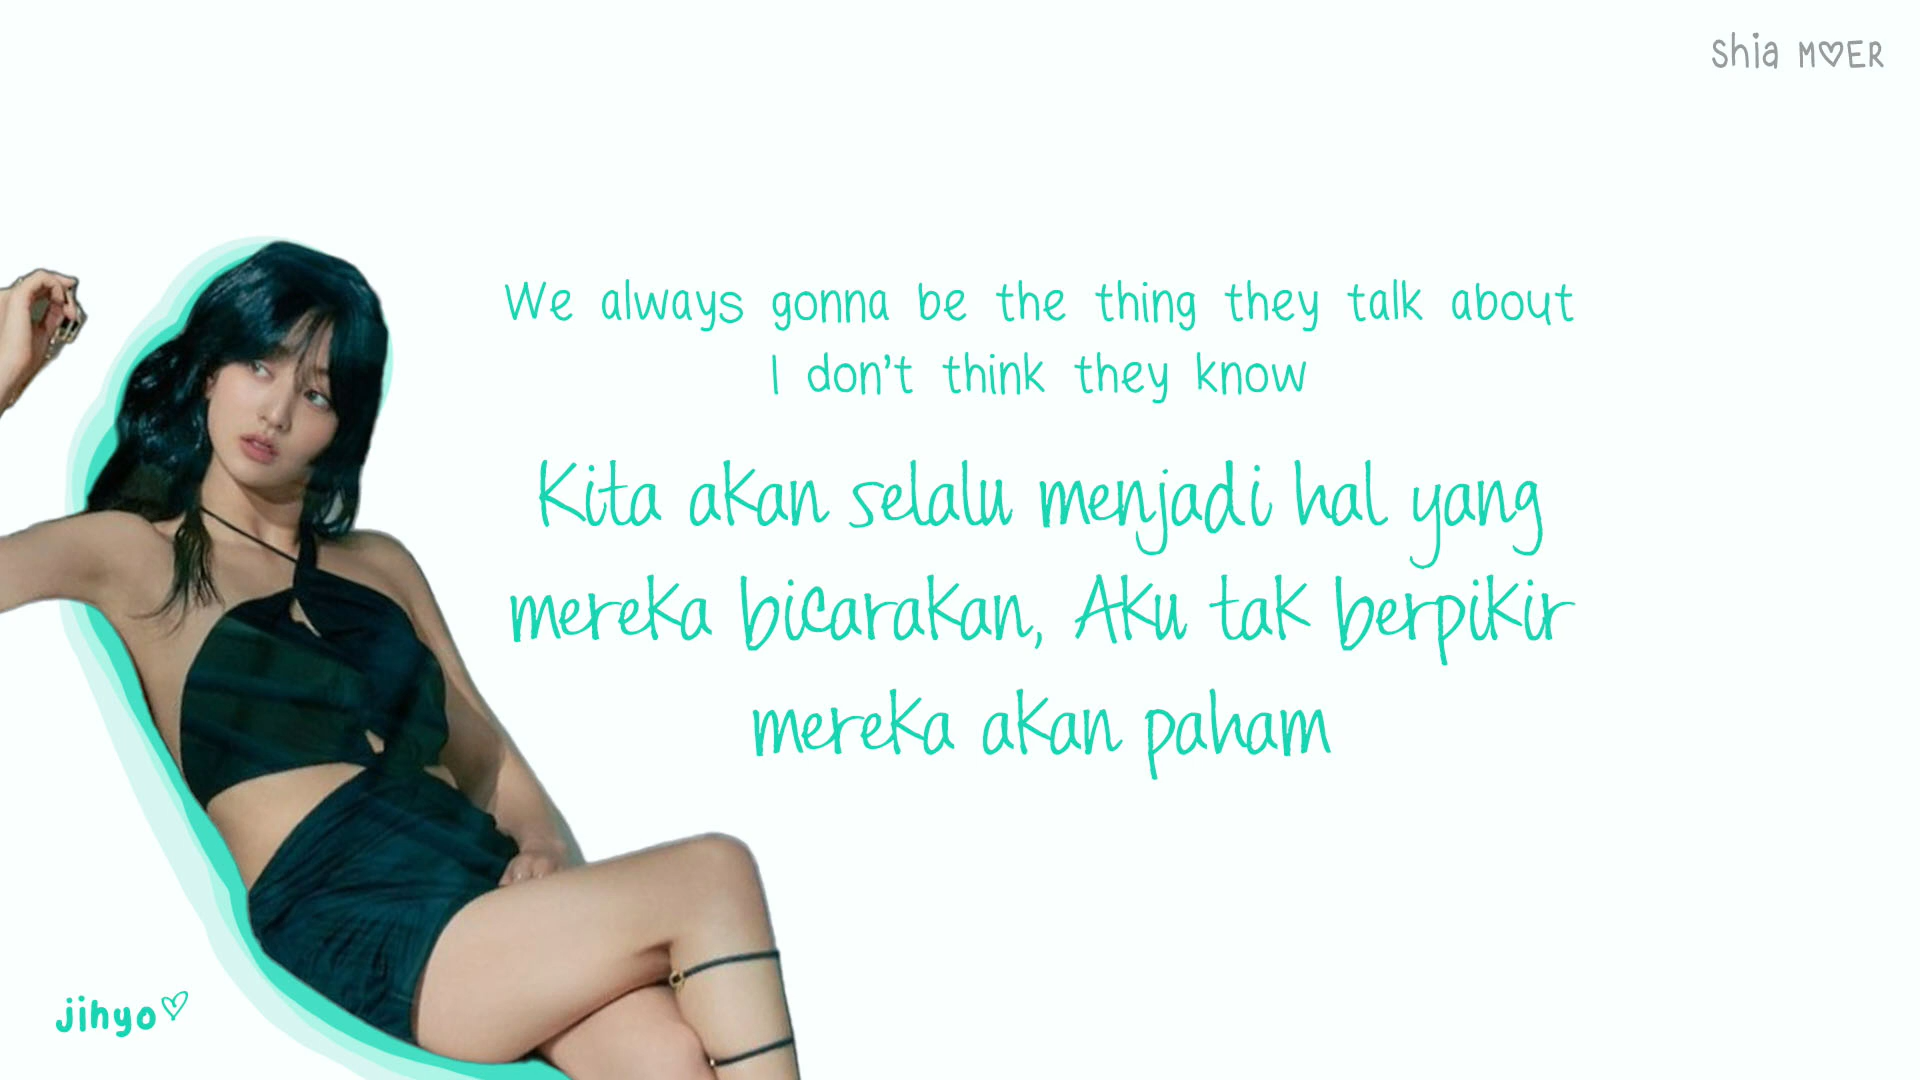 Shia M♡ER
We always gonna be the thing they talk about
I don't think they know
Kita akan selalu menjadi hal yang
mereka bicarakan, Aku tak berpikir
mereka akan paham
jihyo♡